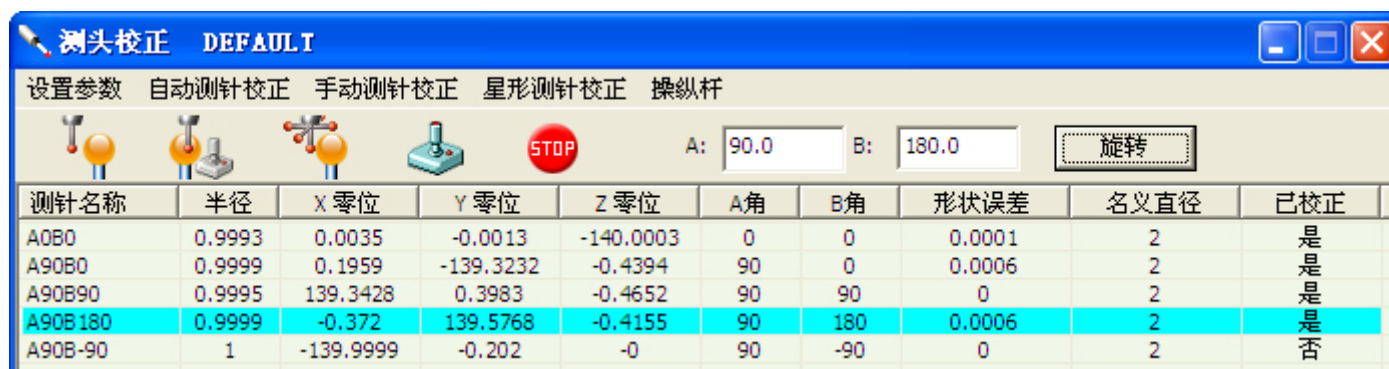 测头校正 DEFAULT
设置参数 自动测针校正 手动测针校正 星形测针校正 操纵杆
STOP A: 90.0 B: 180.0 旋转
测针名称 半径 X 零位 Y 零位 Z 零位 A角 B角 形状误差 名义直径 已校正
A0B0 0.9993 0.0035 -0.0013 -140.0003 0 0 0.0001 2 是
A90B0 0.9999 0.1959 -139.3232 -0.4394 90 0 0.0006 2 是
A90B90 0.9995 139.3428 0.3983 -0.4652 90 90 0 2 是
A90B180 0.9999 -0.372 139.5768 -0.4155 90 180 0.0006 2 是
A90B-90 1 -139.9999 -0.202 -0 90 -90 0 2 否